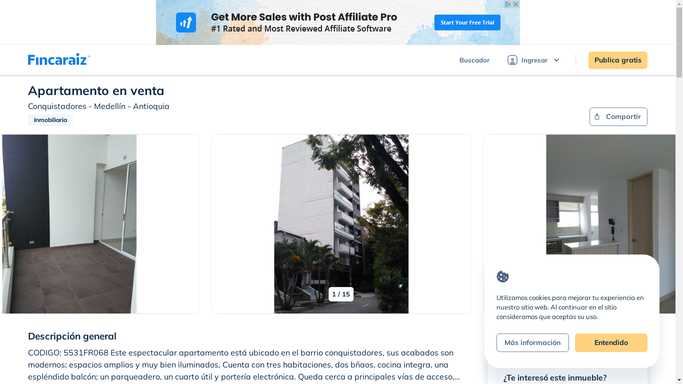 Get More Sales with Post Affiliate Pro
#1 Rated and Most Reviewed Affiliate Software
Start Your Free Trial
Fincaraiz
Buscador
Ingresar
Publica gratis
Apartamento en venta
Conquistadores - Medellín - Antioquia
Inmobiliaria
Compartir
1 / 15
Utilizamos cookies para mejorar tu experiencia en
nuestro sitio web. Al continuar en el sitio
consideramos que aceptas su uso.
Más información
Entendido
Descripción general
CODIGO: 5531FR068 Este espectacular apartamento está ubicado en el barrio conquistadores, sus acabados son
modernos; espacios amplios y muy bien iluminados, Cuenta con tres habitaciones, dos bñaos, cocina integra, una
espléndido balcón; un parqueadero, un cuarto útil y portería electrónica. Queda cerca a principales vías de acceso,...
¿Te interesó este inmueble?